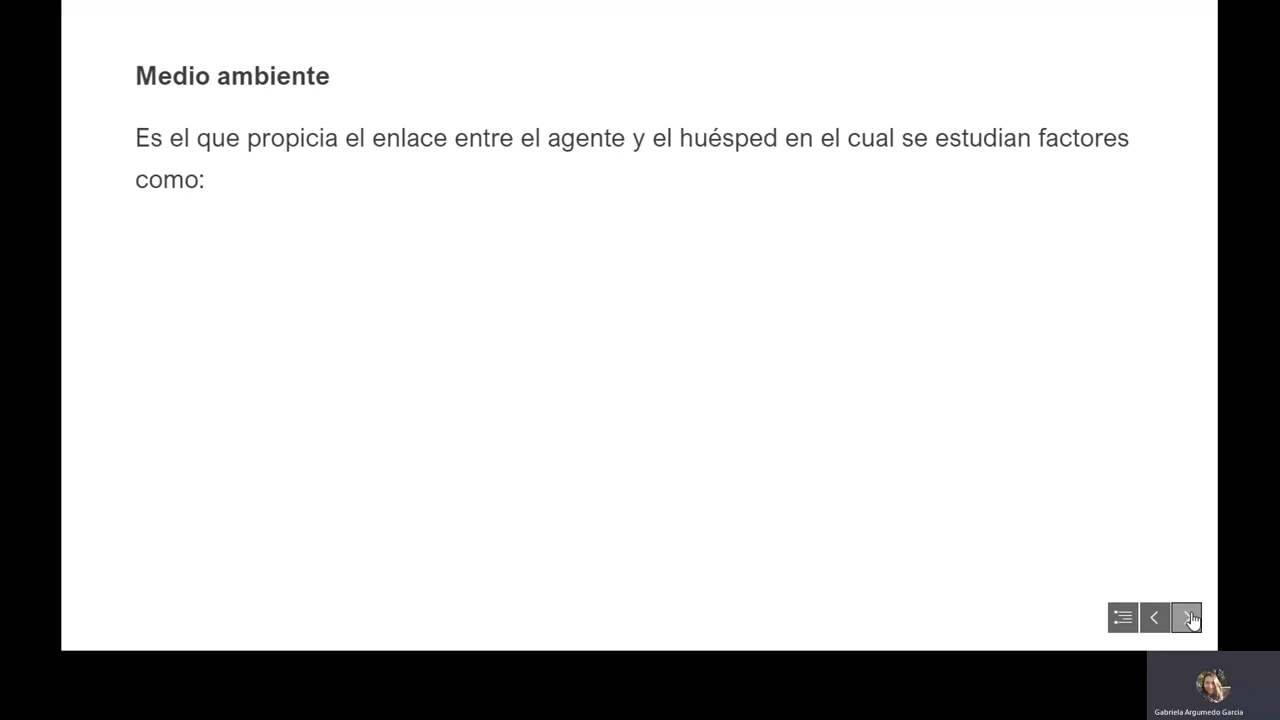 Medio ambiente
Es el que propicia el enlace entre el agente y el huésped en el cual se estudian factores
como:
Gabriela Argumedo Garcia